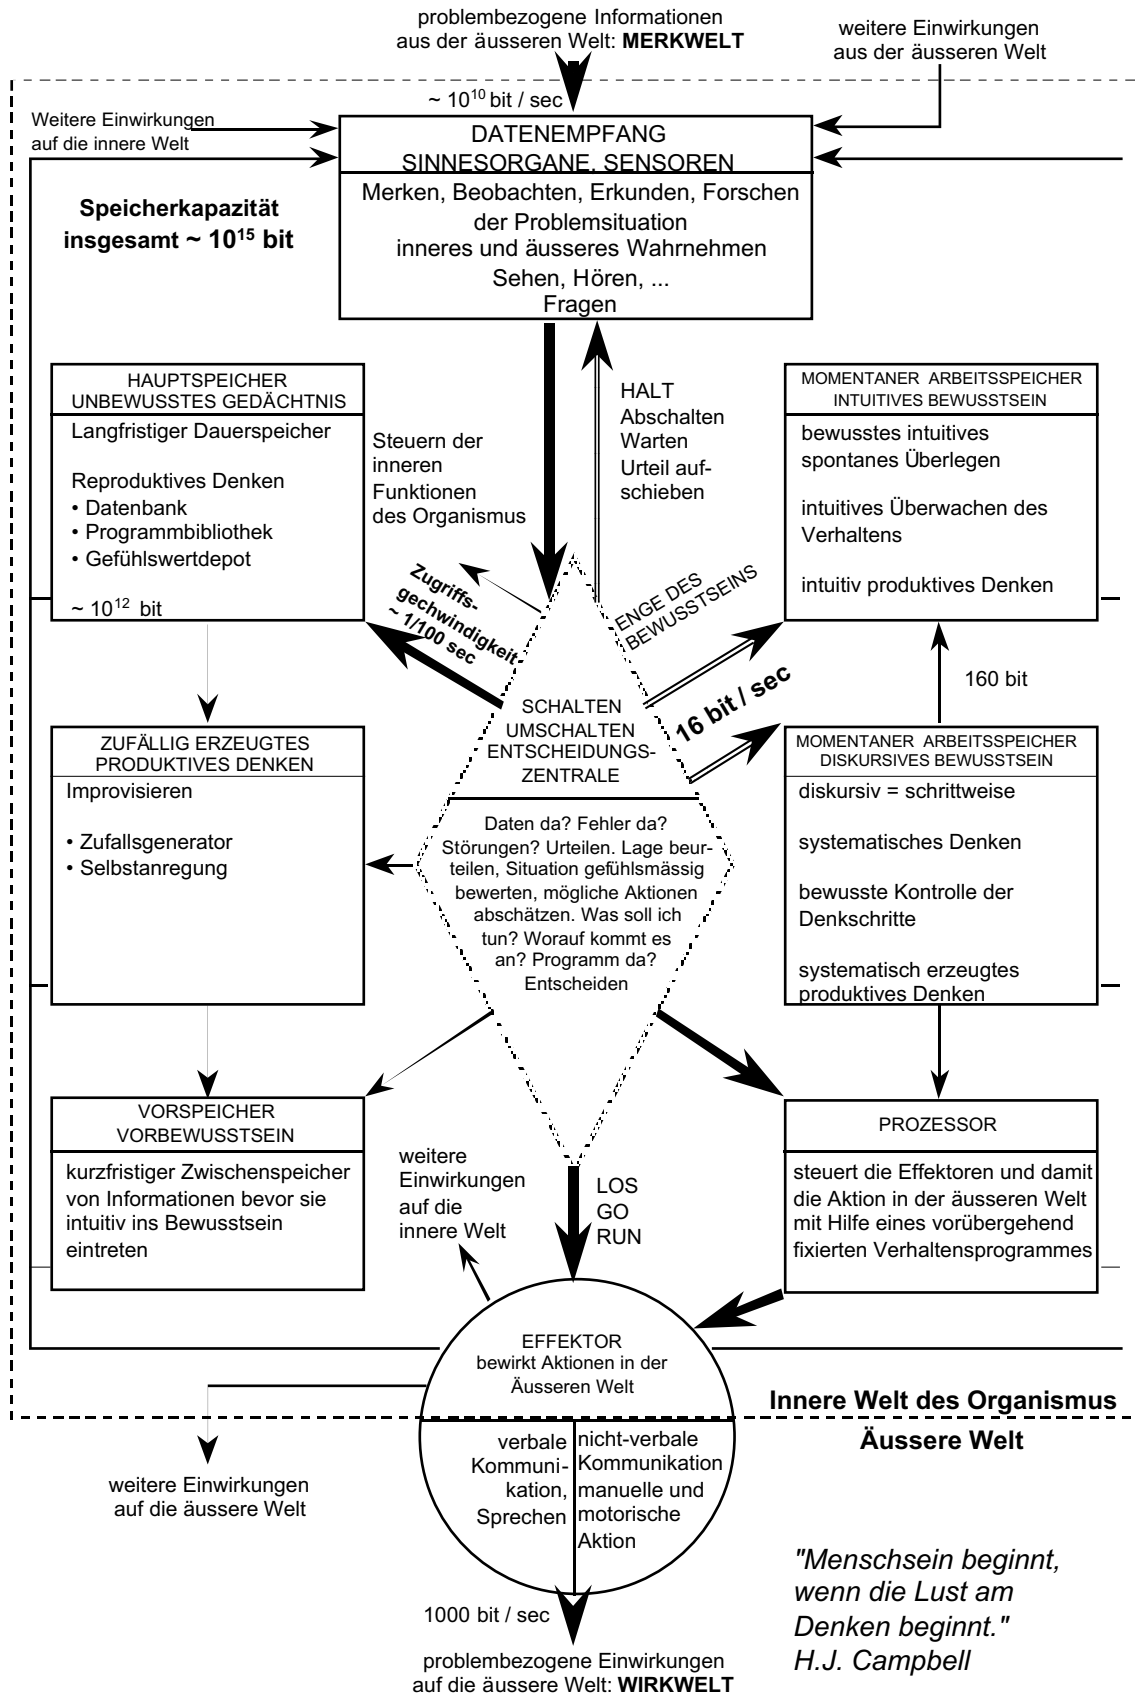 problembezogene Informationen
aus der äusseren Welt: MERKWELT
weitere Einwirkungen
aus der äusseren Welt
~ 10¹⁰ bit / sec
Weitere Einwirkungen
auf die innere Welt
DATENEMPFANG
SINNESORGANE. SENSOREN
Merken, Beobachten, Erkunden, Forschen
der Problemsituation
inneres und äusseres Wahrnehmen
Sehen, Hören, ...
Fragen
Speicherkapazität
insgesamt ~ 10¹⁵ bit
HAUPTSPEICHER
UNBEWUSSTES GEDÄCHTNIS
Langfristiger Dauerspeicher
Reproduktives Denken
• Datenbank
• Programmbibliothek
• Gefühlswertdepot
~ 10¹² bit
Steuern der
inneren
Funktionen
des Organismus
HALT
Abschalten
Warten
Urteil auf-
schieben
MOMENTANER ARBEITSSPEICHER
INTUITIVES BEWUSSTSEIN
bewusstes intuitives
spontanes Überlegen
intuitives Überwachen des
Verhaltens
intuitiv produktives Denken
Zugriffs-
gechwindigkeit
~ 1/100 sec
ENGE DES
BEWUSSTSEINS
16 bit / sec
160 bit
SCHALTEN
UMSCHALTEN
ENTSCHEIDUNGS-
ZENTRALE
Daten da? Fehler da?
Störungen? Urteilen. Lage beur-
teilen, Situation gefühlsmässig
bewerten, mögliche Aktionen
abschätzen. Was soll ich
tun? Worauf kommt es
an? Programm da?
Entscheiden
ZUFÄLLIG ERZEUGTES
PRODUKTIVES DENKEN
Improvisieren
• Zufallsgenerator
• Selbstanregung
MOMENTANER ARBEITSSPEICHER
DISKURSIVES BEWUSSTSEIN
diskursiv = schrittweise
systematisches Denken
bewusste Kontrolle der
Denkschritte
systematisch erzeugtes
produktives Denken
VORSPEICHER
VORBEWUSSTSEIN
kurzfristiger Zwischenspeicher
von Informationen bevor sie
intuitiv ins Bewusstsein
eintreten
weitere
Einwirkungen
auf die
innere Welt
LOS
GO
RUN
PROZESSOR
steuert die Effektoren und damit
die Aktion in der äusseren Welt
mit Hilfe eines vorübergehend
fixierten Verhaltensprogrammes
EFFEKTOR
bewirkt Aktionen in der
Äusseren Welt
Innere Welt des Organismus
Äussere Welt
verbale
Kommuni-
kation,
Sprechen
nicht-verbale
Kommunikation
manuelle und
motorische
Aktion
weitere Einwirkungen
auf die äussere Welt
1000 bit / sec
problembezogene Einwirkungen
auf die äussere Welt: WIRKWELT
"Menschsein beginnt,
wenn die Lust am
Denken beginnt."
H.J. Campbell